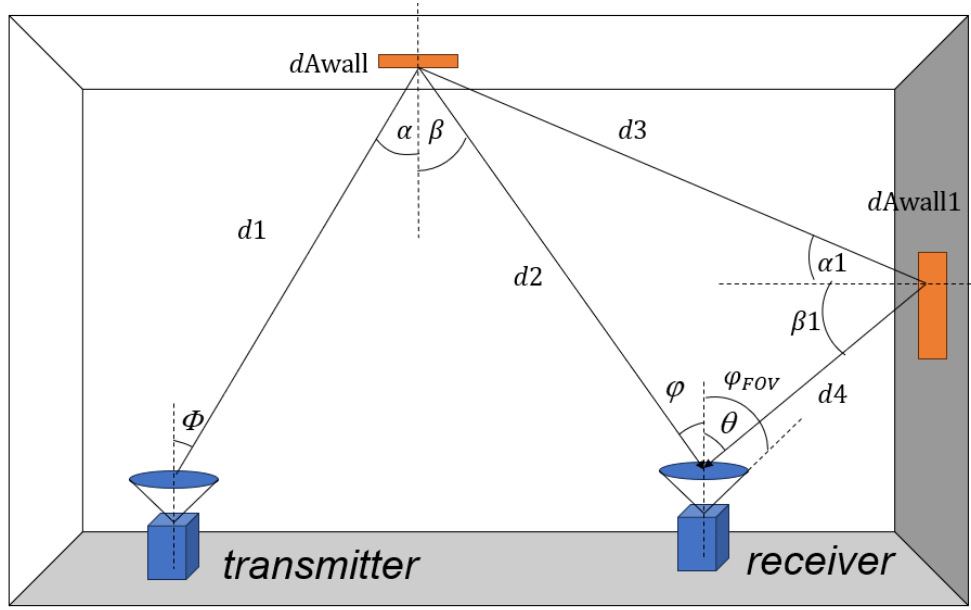 dAwall
α
β
d3
dAwall1
d1
d2
α1
β1
φ
φFOV
d4
Φ
θ
transmitter
receiver